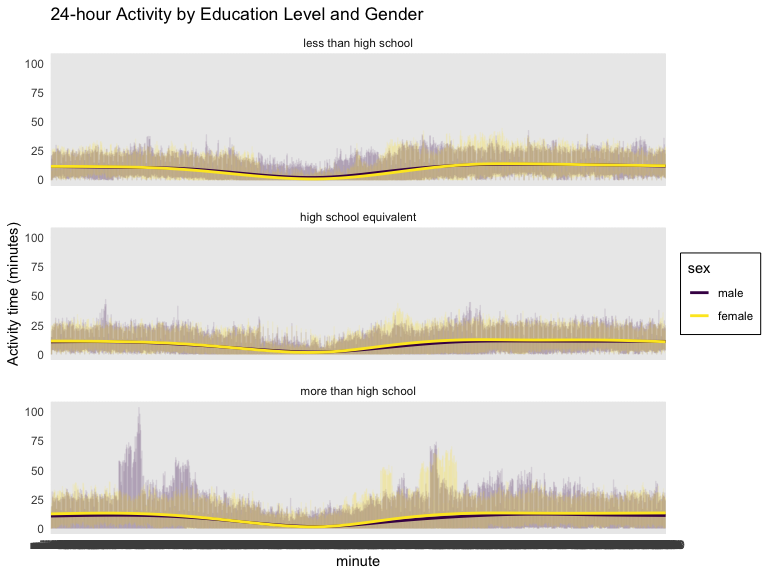 24-hour Activity by Education Level and Gender
less than high school
100
75
50
25
0
high school equivalent
100
75
50
25
0
more than high school
100
75
50
25
0
Activity time (minutes)
minute
sex
male
female